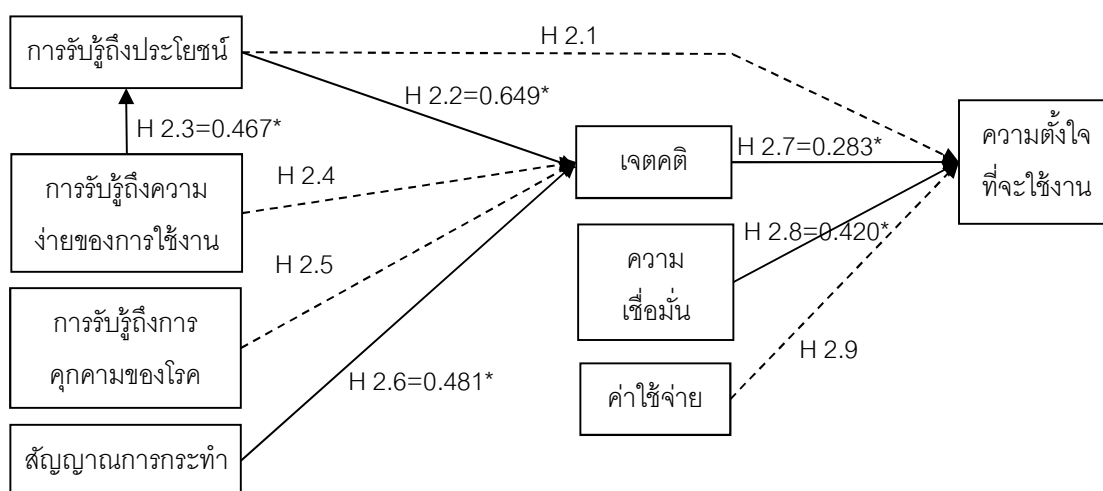 การรับรู้ถึงประโยชน์
H 2.1
H 2.2=0.649*
H 2.3=0.467*
เจตคติ
H 2.7=0.283*
ความตั้งใจ
ที่จะใช้งาน
การรับรู้ถึงความ
ง่ายของการใช้งาน
H 2.4
H 2.5
ความ
เชื่อมั่น
H 2.8=0.420*
การรับรู้ถึงการ
คุกคามของโรค
H 2.6=0.481*
ค่าใช้จ่าย
H 2.9
สัญญาณการกระทำ